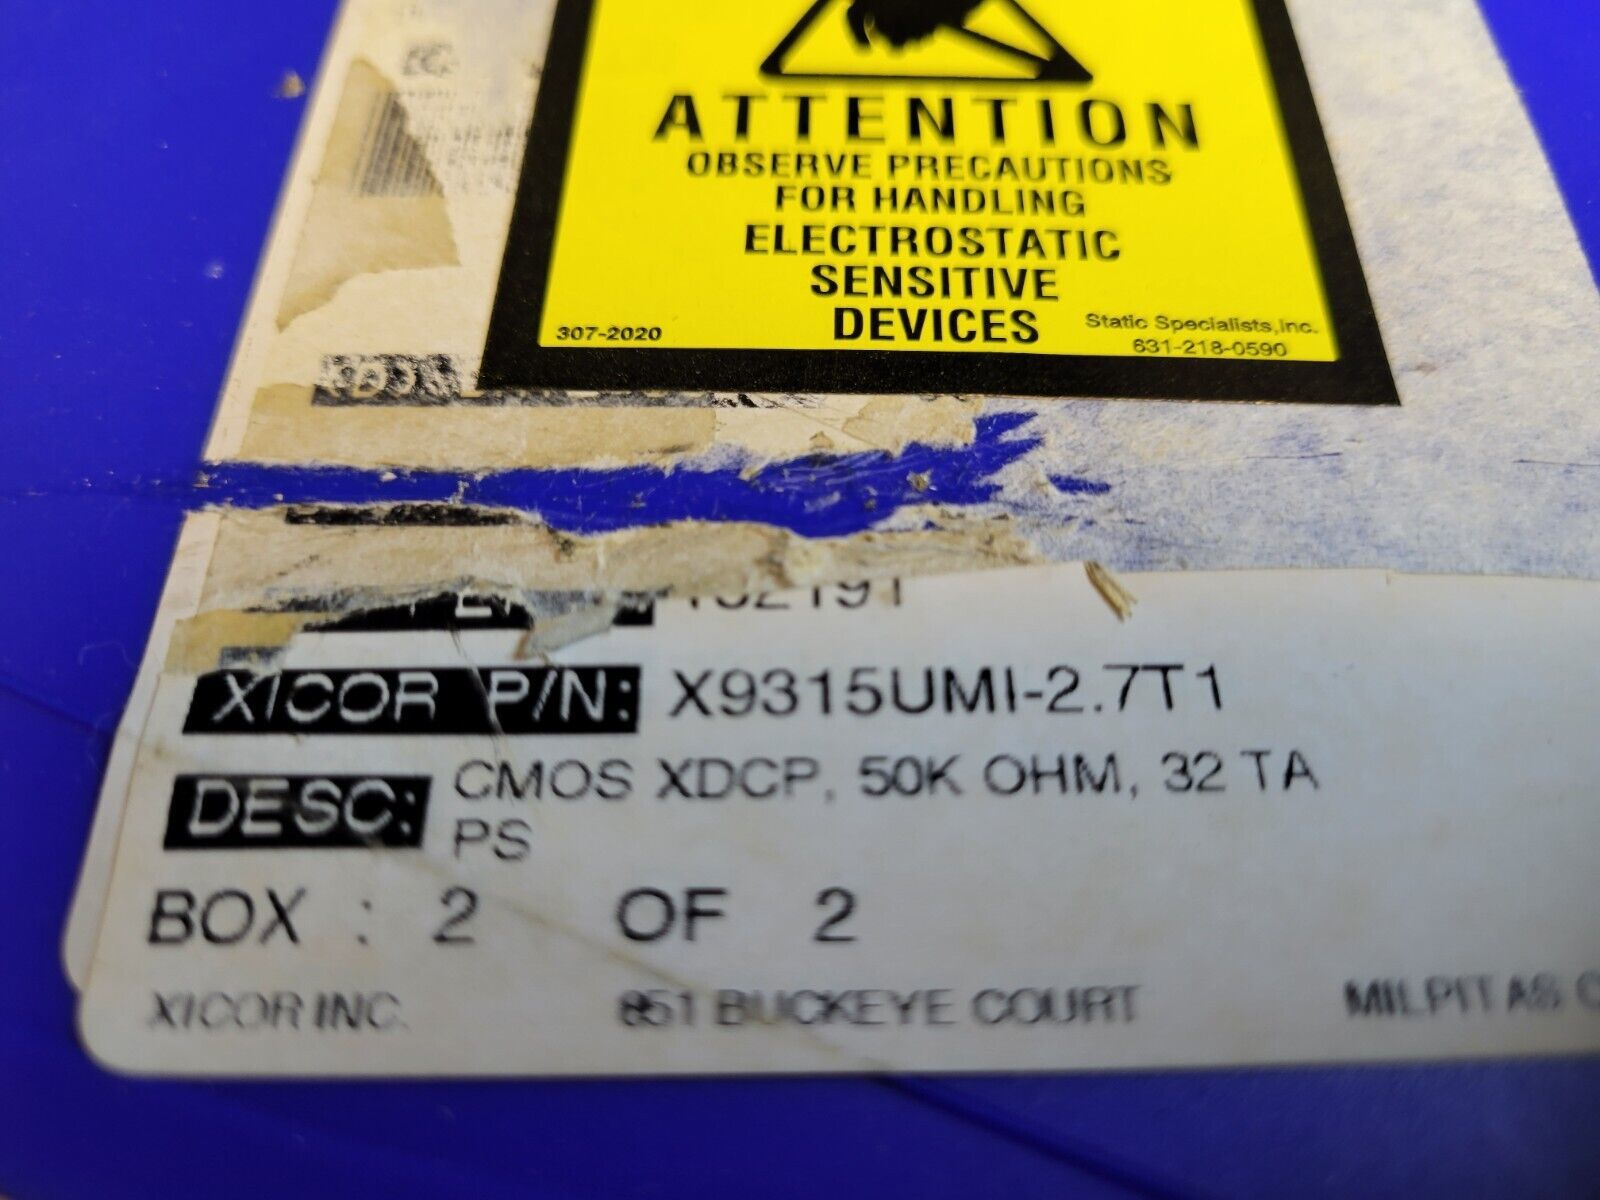 ATTENTION
OBSERVE PRECAUTIONS
FOR HANDLING
ELECTROSTATIC
SENSITIVE
DEVICES
307-2020
Static Specialists, Inc.
631-218-0590
XICOR P/N: X9315UMI-2.7T1
DESC: CMOS XDCP, 50K OHM, 32 TA
PS
BOX : 2 OF 2
XICOR INC. 851 BUCKEYE COURT MILPITAS